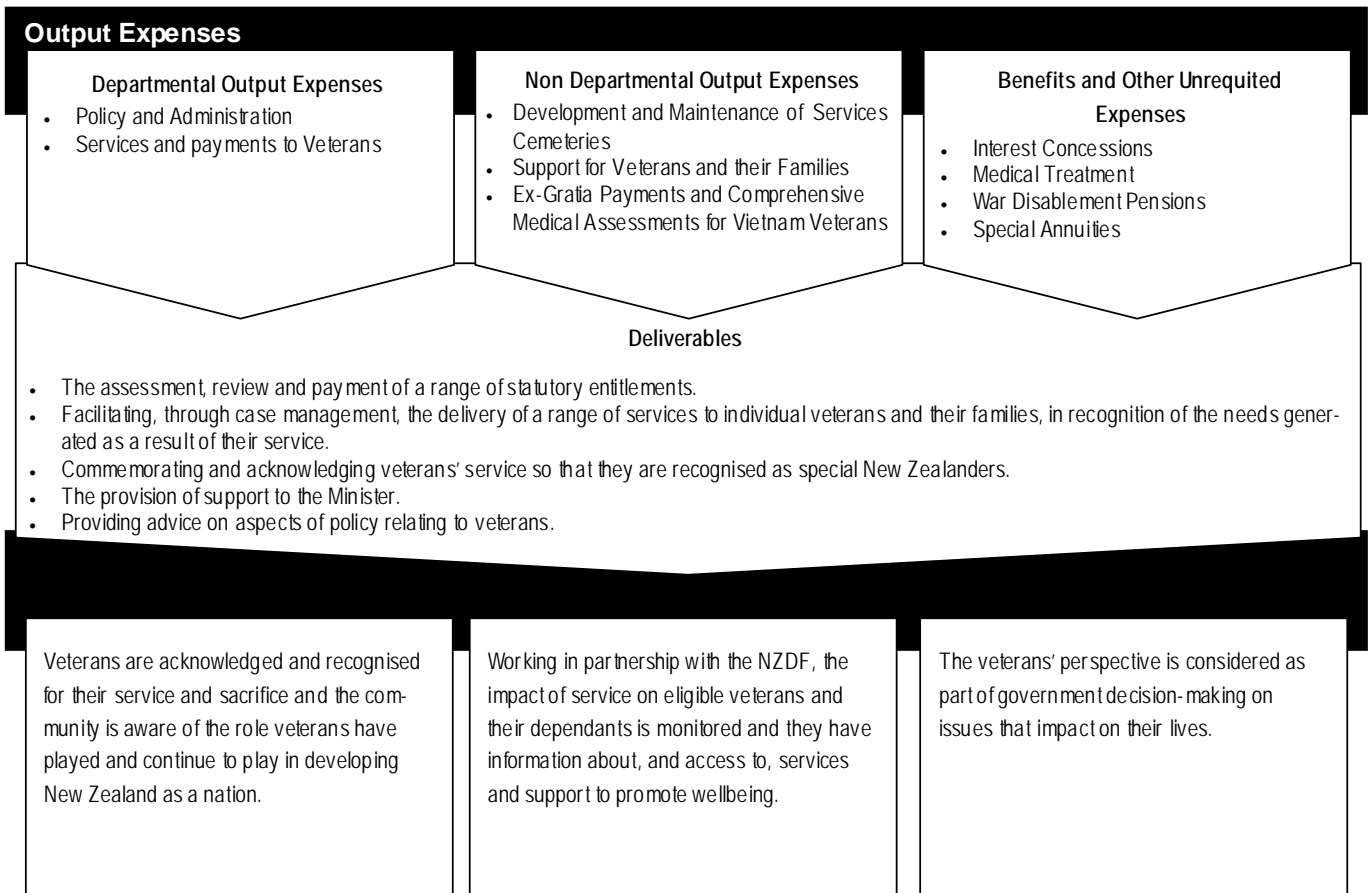 Output Expenses
Departmental Output Expenses
• Policy and Administration
• Services and payments to Veterans
Non Departmental Output Expenses
• Development and Maintenance of Services
Cemeteries
• Support for Veterans and their Families
• Ex-Gratia Payments and Comprehensive
Medical Assessments for Vietnam Veterans
Benefits and Other Unrequited
Expenses
• Interest Concessions
• Medical Treatment
• War Disablement Pensions
• Special Annuities
Deliverables
• The assessment, review and payment of a range of statutory entitlements.
• Facilitating, through case management, the delivery of a range of services to individual veterans and their families, in recognition of the needs gener-
ated as a result of their service.
• Commemorating and acknowledging veterans' service so that they are recognised as special New Zealanders.
• The provision of support to the Minister.
• Providing advice on aspects of policy relating to veterans.
Veterans are acknowledged and recognised
for their service and sacrifice and the com-
munity is aware of the role veterans have
played and continue to play in developing
New Zealand as a nation.
Working in partnership with the NZDF, the
impact of service on eligible veterans and
their dependants is monitored and they have
information about, and access to, services
and support to promote wellbeing.
The veterans' perspective is considered as
part of government decision-making on
issues that impact on their lives.